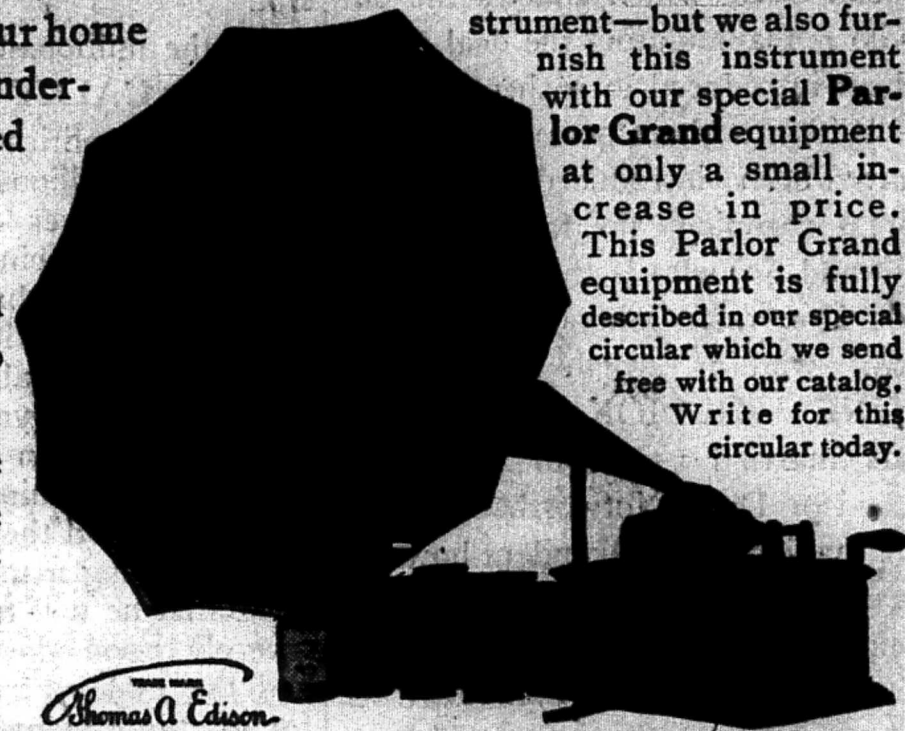 ur home
nder-
ed
strument—but we also fur-
nish this instrument
with our special Par-
lor Grand equipment
at only a small in-
crease in price.
This Parlor Grand
equipment is fully
described in our special
circular which we send
free with our catalog.
Write for this
circular today.
TRADE MARK
Thomas A Edison